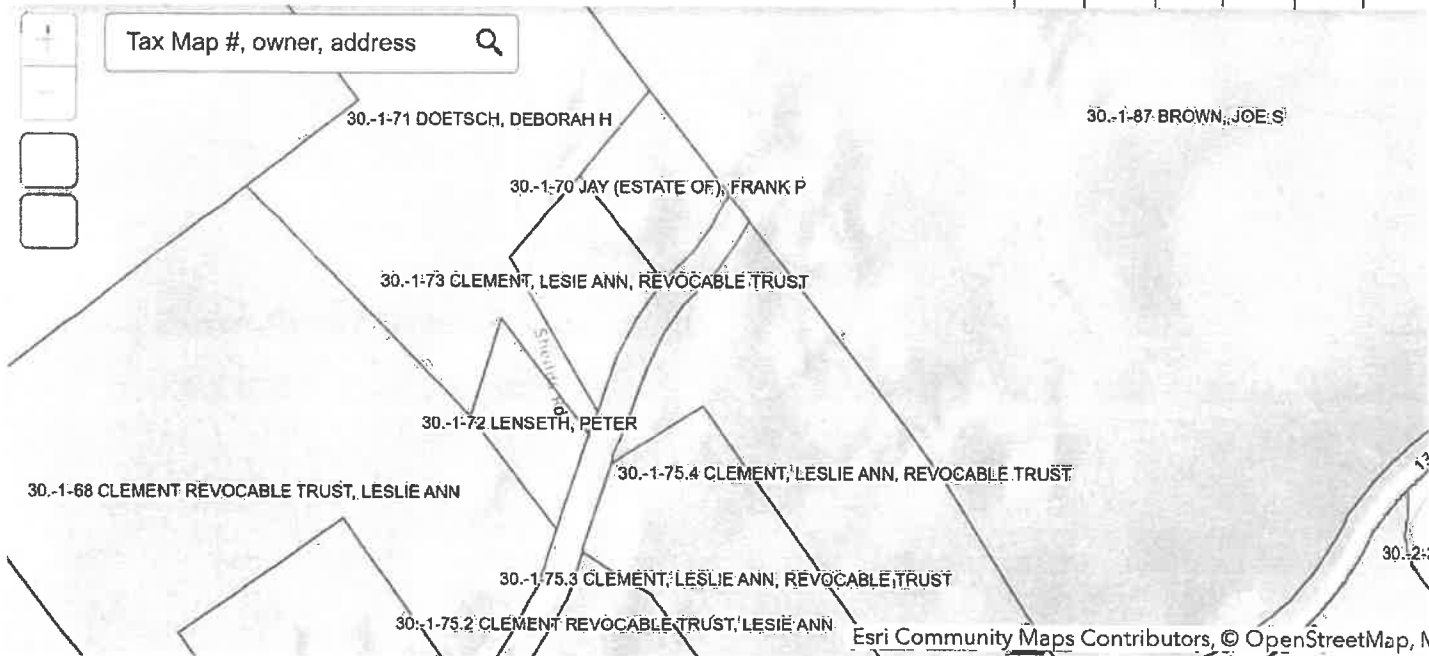 Tax Map #, owner, address
30.-1-71 DOETSCH, DEBORAH H
30.-1-87 BROWN, JOE S
30.-1-70 JAY (ESTATE OF), FRANK P
30.-1-73 CLEMENT, LESIE ANN, REVOCABLE TRUST
30.-1-72 LENSETH, PETER
30.-1-75.4 CLEMENT, LESLIE ANN, REVOCABLE TRUST
30.-1-68 CLEMENT REVOCABLE TRUST, LESLIE ANN
13
30.-2-
30.-1-75.3 CLEMENT, LESLIE ANN, REVOCABLE TRUST
30.-1-75.2 CLEMENT REVOCABLE TRUST, LESIE ANN
Esri Community Maps Contributors, © OpenStreetMap, M